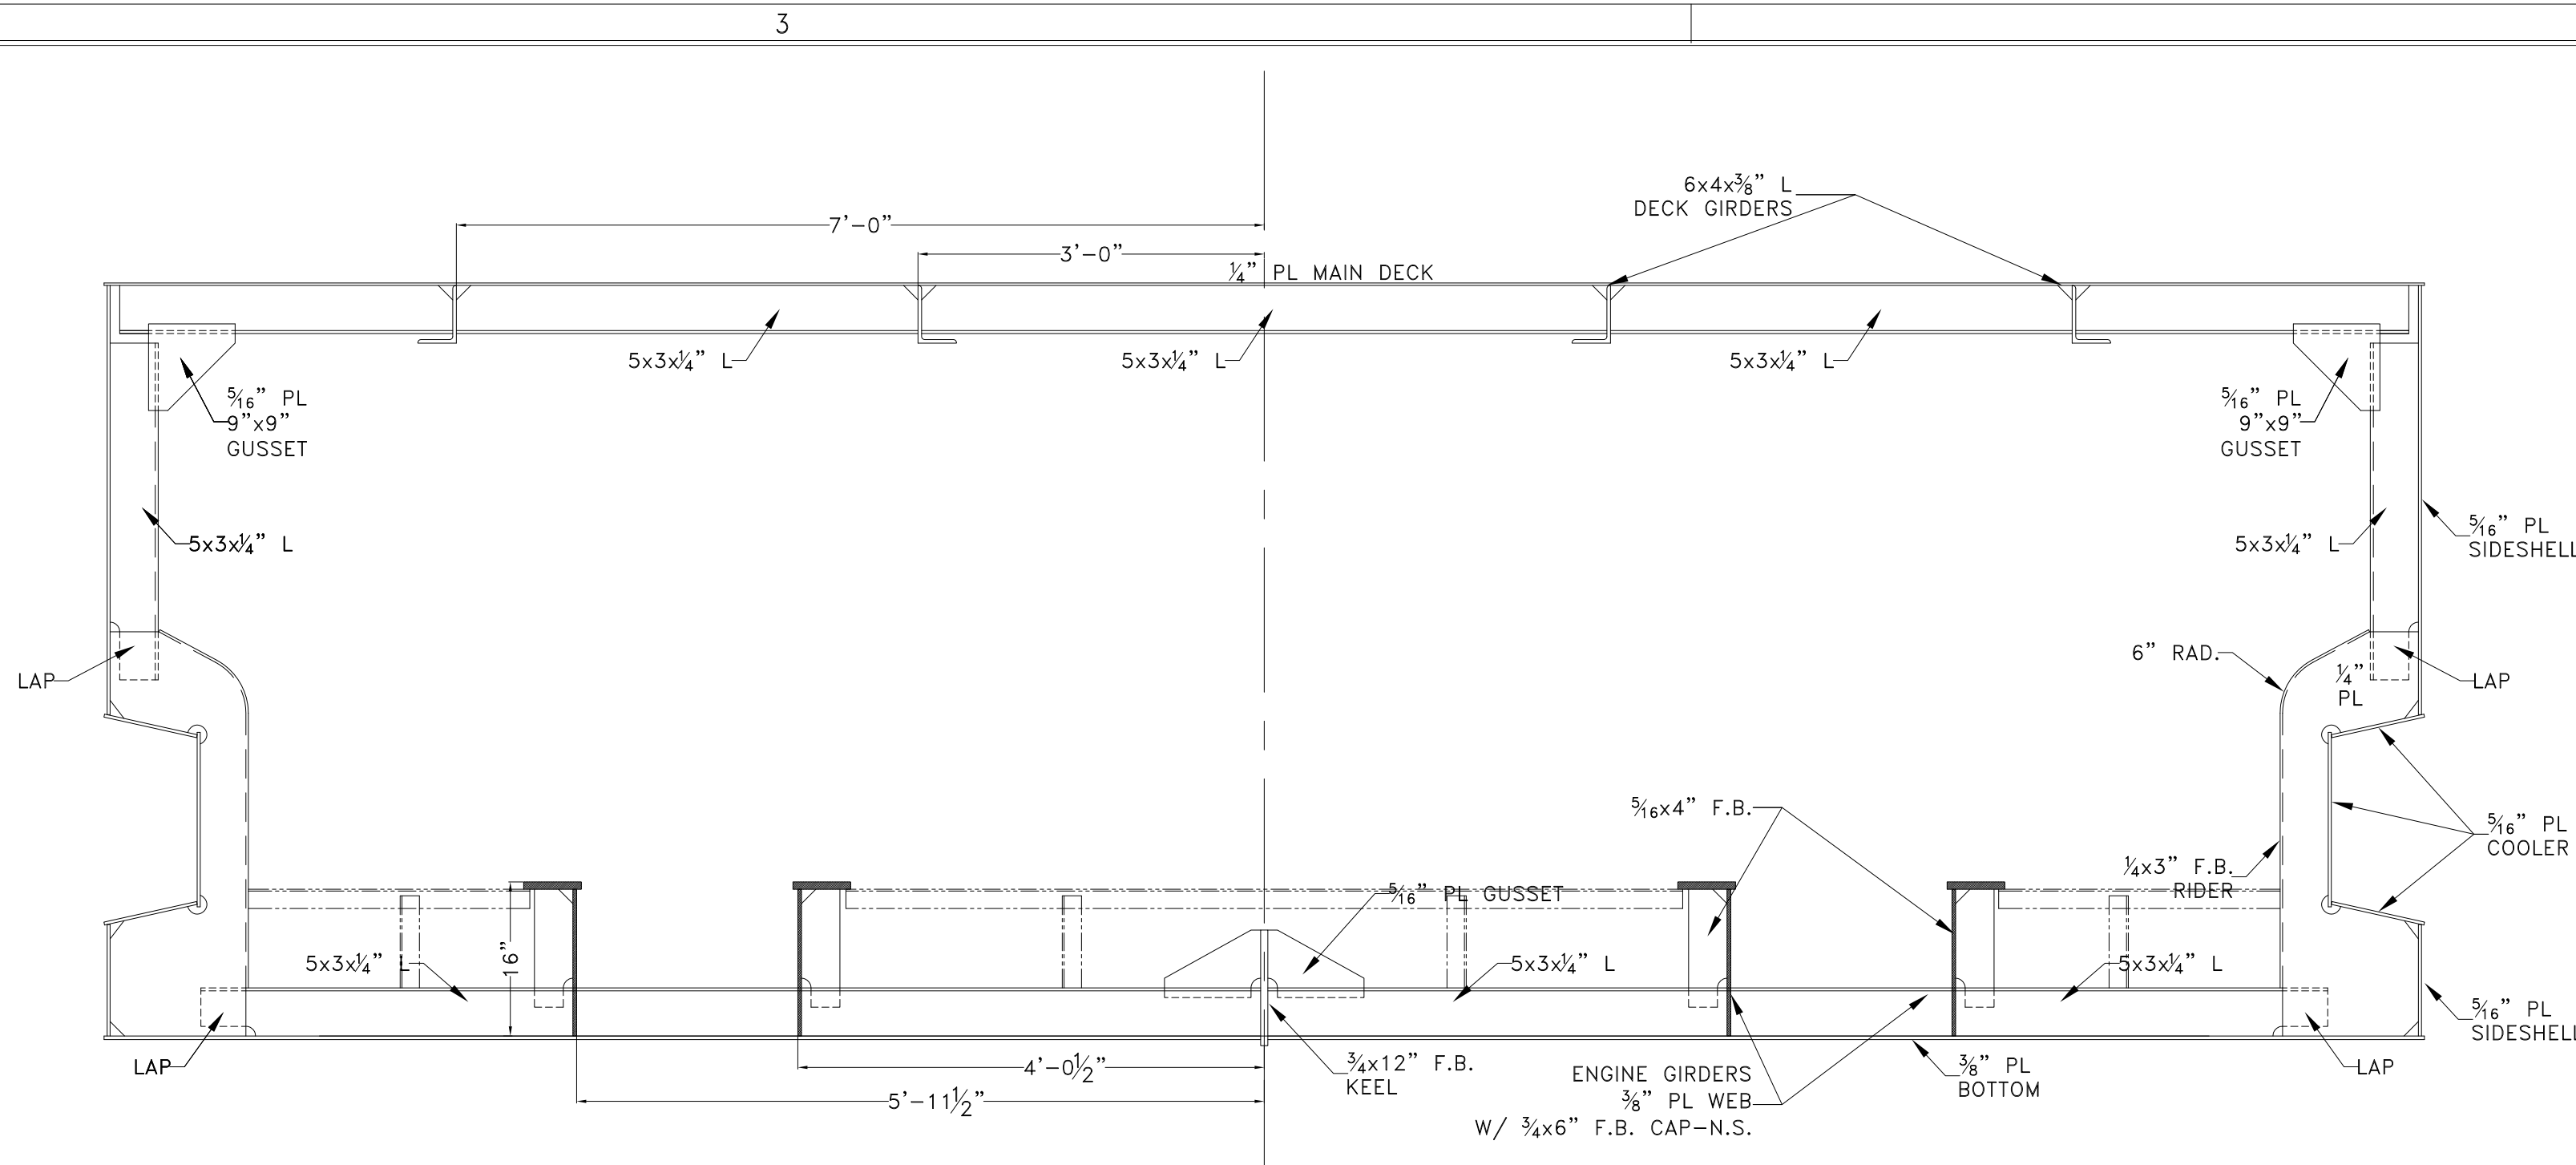 3
6x4x⅜” L
DECK GIRDERS
7'-0”
3'-0”
¼” PL MAIN DECK
5x3x¼” L
5x3x¼” L
5x3x¼” L
5⁄16” PL
9”x9”
GUSSET
5⁄16” PL
9”x9”
GUSSET
5x3x¼” L
5x3x¼” L
5⁄16” PL
SIDESHELL
LAP
6” RAD.
¼”
PL
LAP
5⁄16x4” F.B.
5⁄16” PL
COOLER
¼x3” F.B.
RIDER
5⁄16” PL GUSSET
16”
5x3x¼” L
5x3x¼” L
5x3x¼” L
5⁄16” PL
SIDESHELL
LAP
4'-0½”
¾x12” F.B.
KEEL
ENGINE GIRDERS
⅜” PL WEB
W/ ¾x6” F.B. CAP-N.S.
⅜” PL
BOTTOM
LAP
5'-11½”